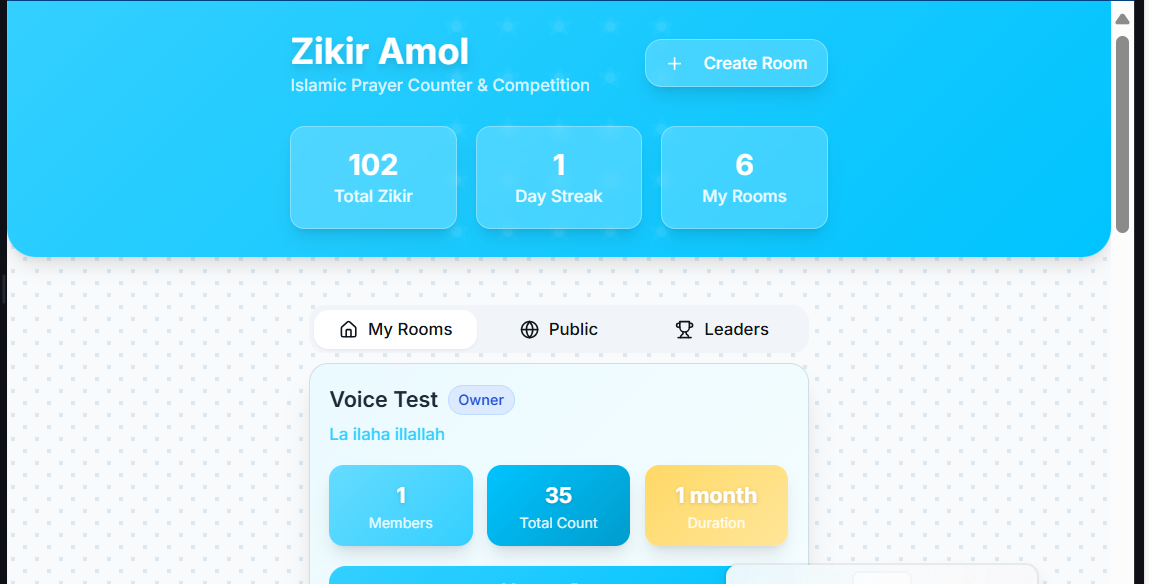 Zikir Amol
Islamic Prayer Counter & Competition
Create Room
102
Total Zikir
1
Day Streak
6
My Rooms
My Rooms
Public
Leaders
Voice Test
Owner
La ilaha illallah
1
Members
35
Total Count
1 month
Duration